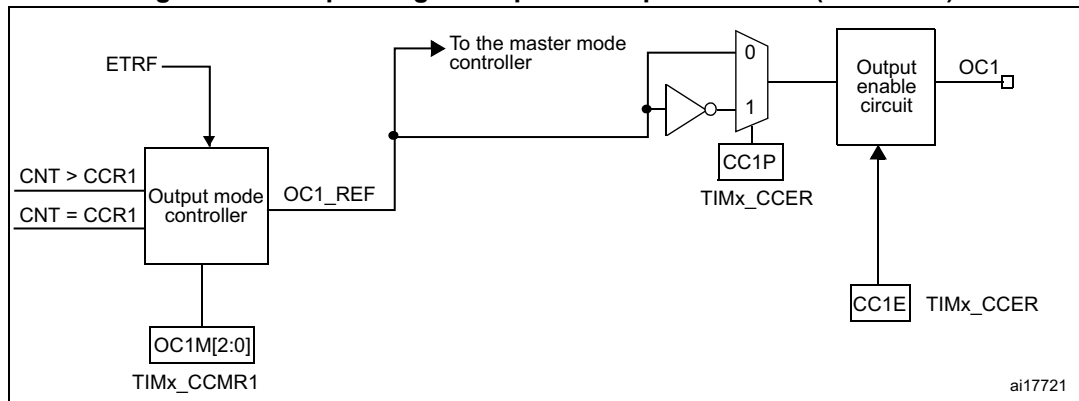 To the master mode
controller
ETRF
0
1
Output
enable
circuit
OC1
CC1P
TIMx_CCER
CNT > CCR1
CNT = CCR1
Output mode
controller
OC1_REF
CC1E
TIMx_CCER
OC1M[2:0]
TIMx_CCMR1
ai17721